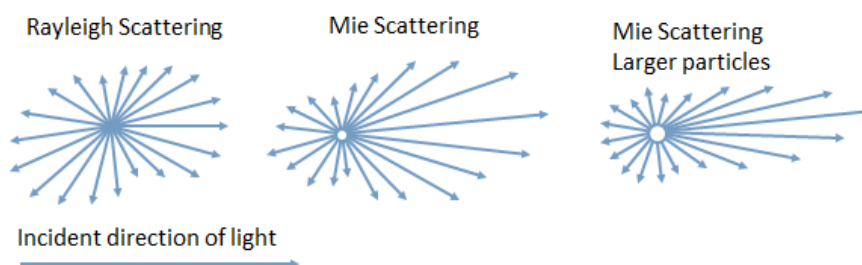 Rayleigh Scattering
Mie Scattering
Mie Scattering
Larger particles
Incident direction of light